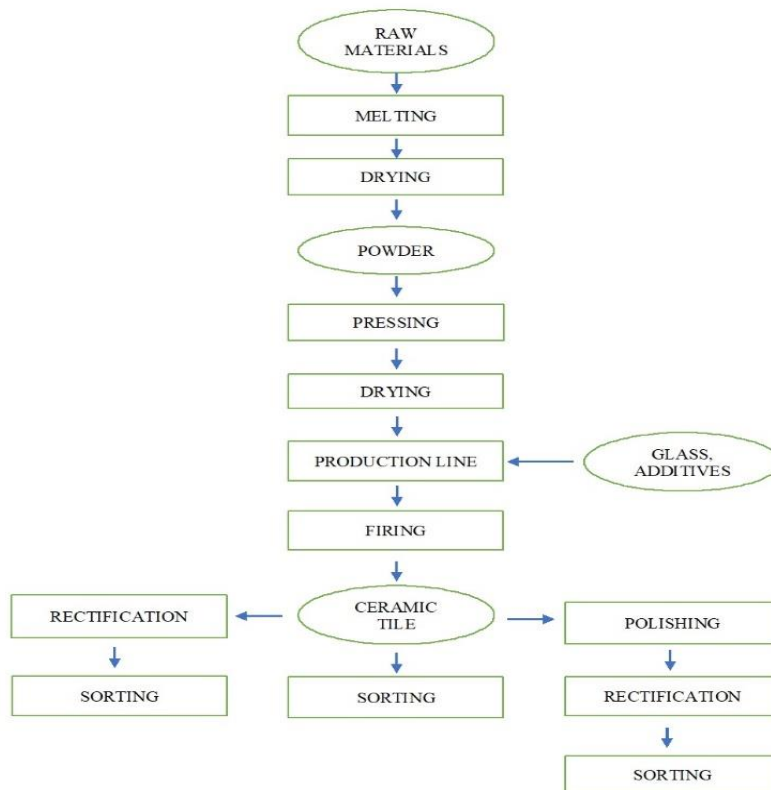 RAW
MATERIALS
MELTING
DRYING
POWDER
PRESSING
DRYING
PRODUCTION LINE
GLASS,
ADDITIVES
FIRING
RECTIFICATION
CERAMIC
TILE
POLISHING
SORTING
SORTING
RECTIFICATION
SORTING